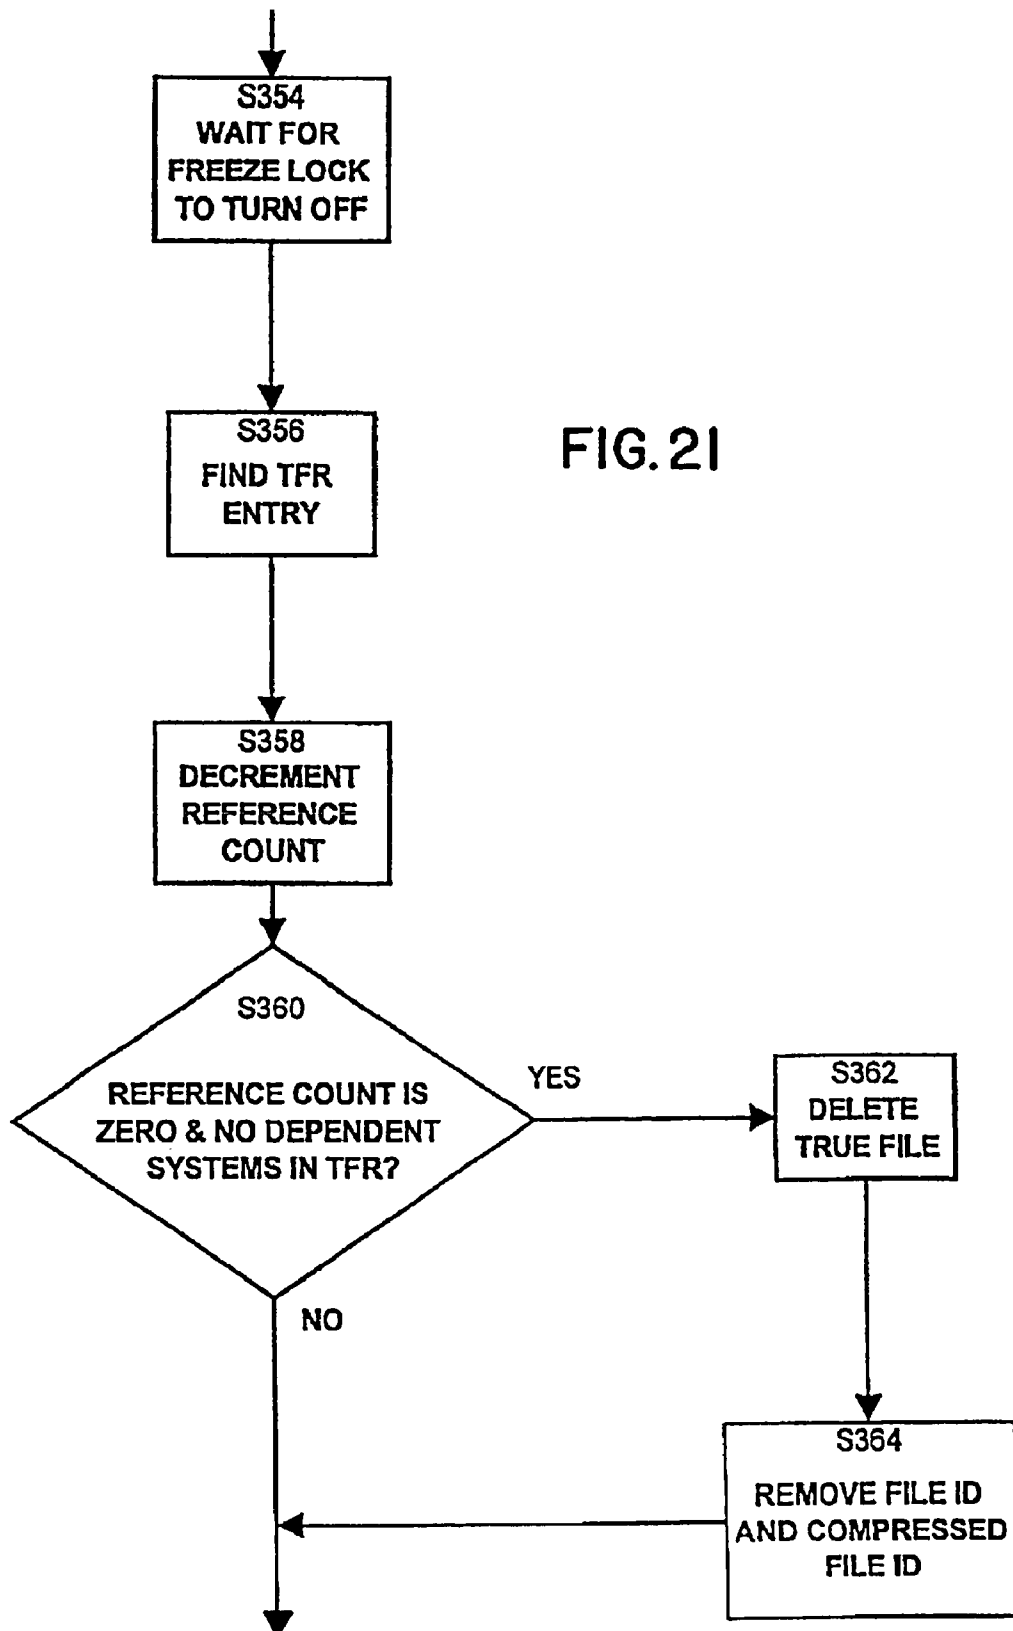 S354
WAIT FOR
FREEZE LOCK
TO TURN OFF
FIG. 21
S356
FIND TFR
ENTRY
S358
DECREMENT
REFERENCE
COUNT
S360
REFERENCE COUNT IS
ZERO & NO DEPENDENT
SYSTEMS IN TFR?
YES
NO
S362
DELETE
TRUE FILE
S364
REMOVE FILE ID
AND COMPRESSED
FILE ID